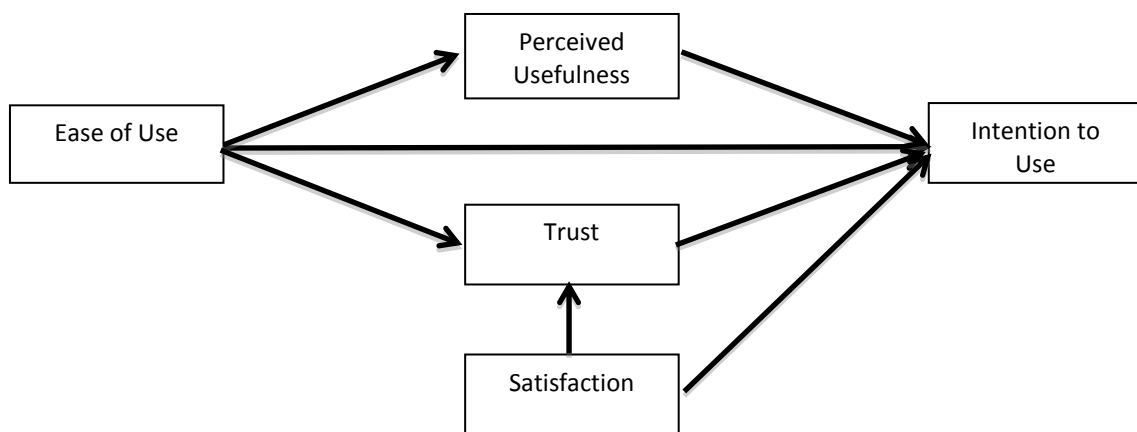 Perceived
Usefulness
Ease of Use
Intention to
Use
Trust
Satisfaction